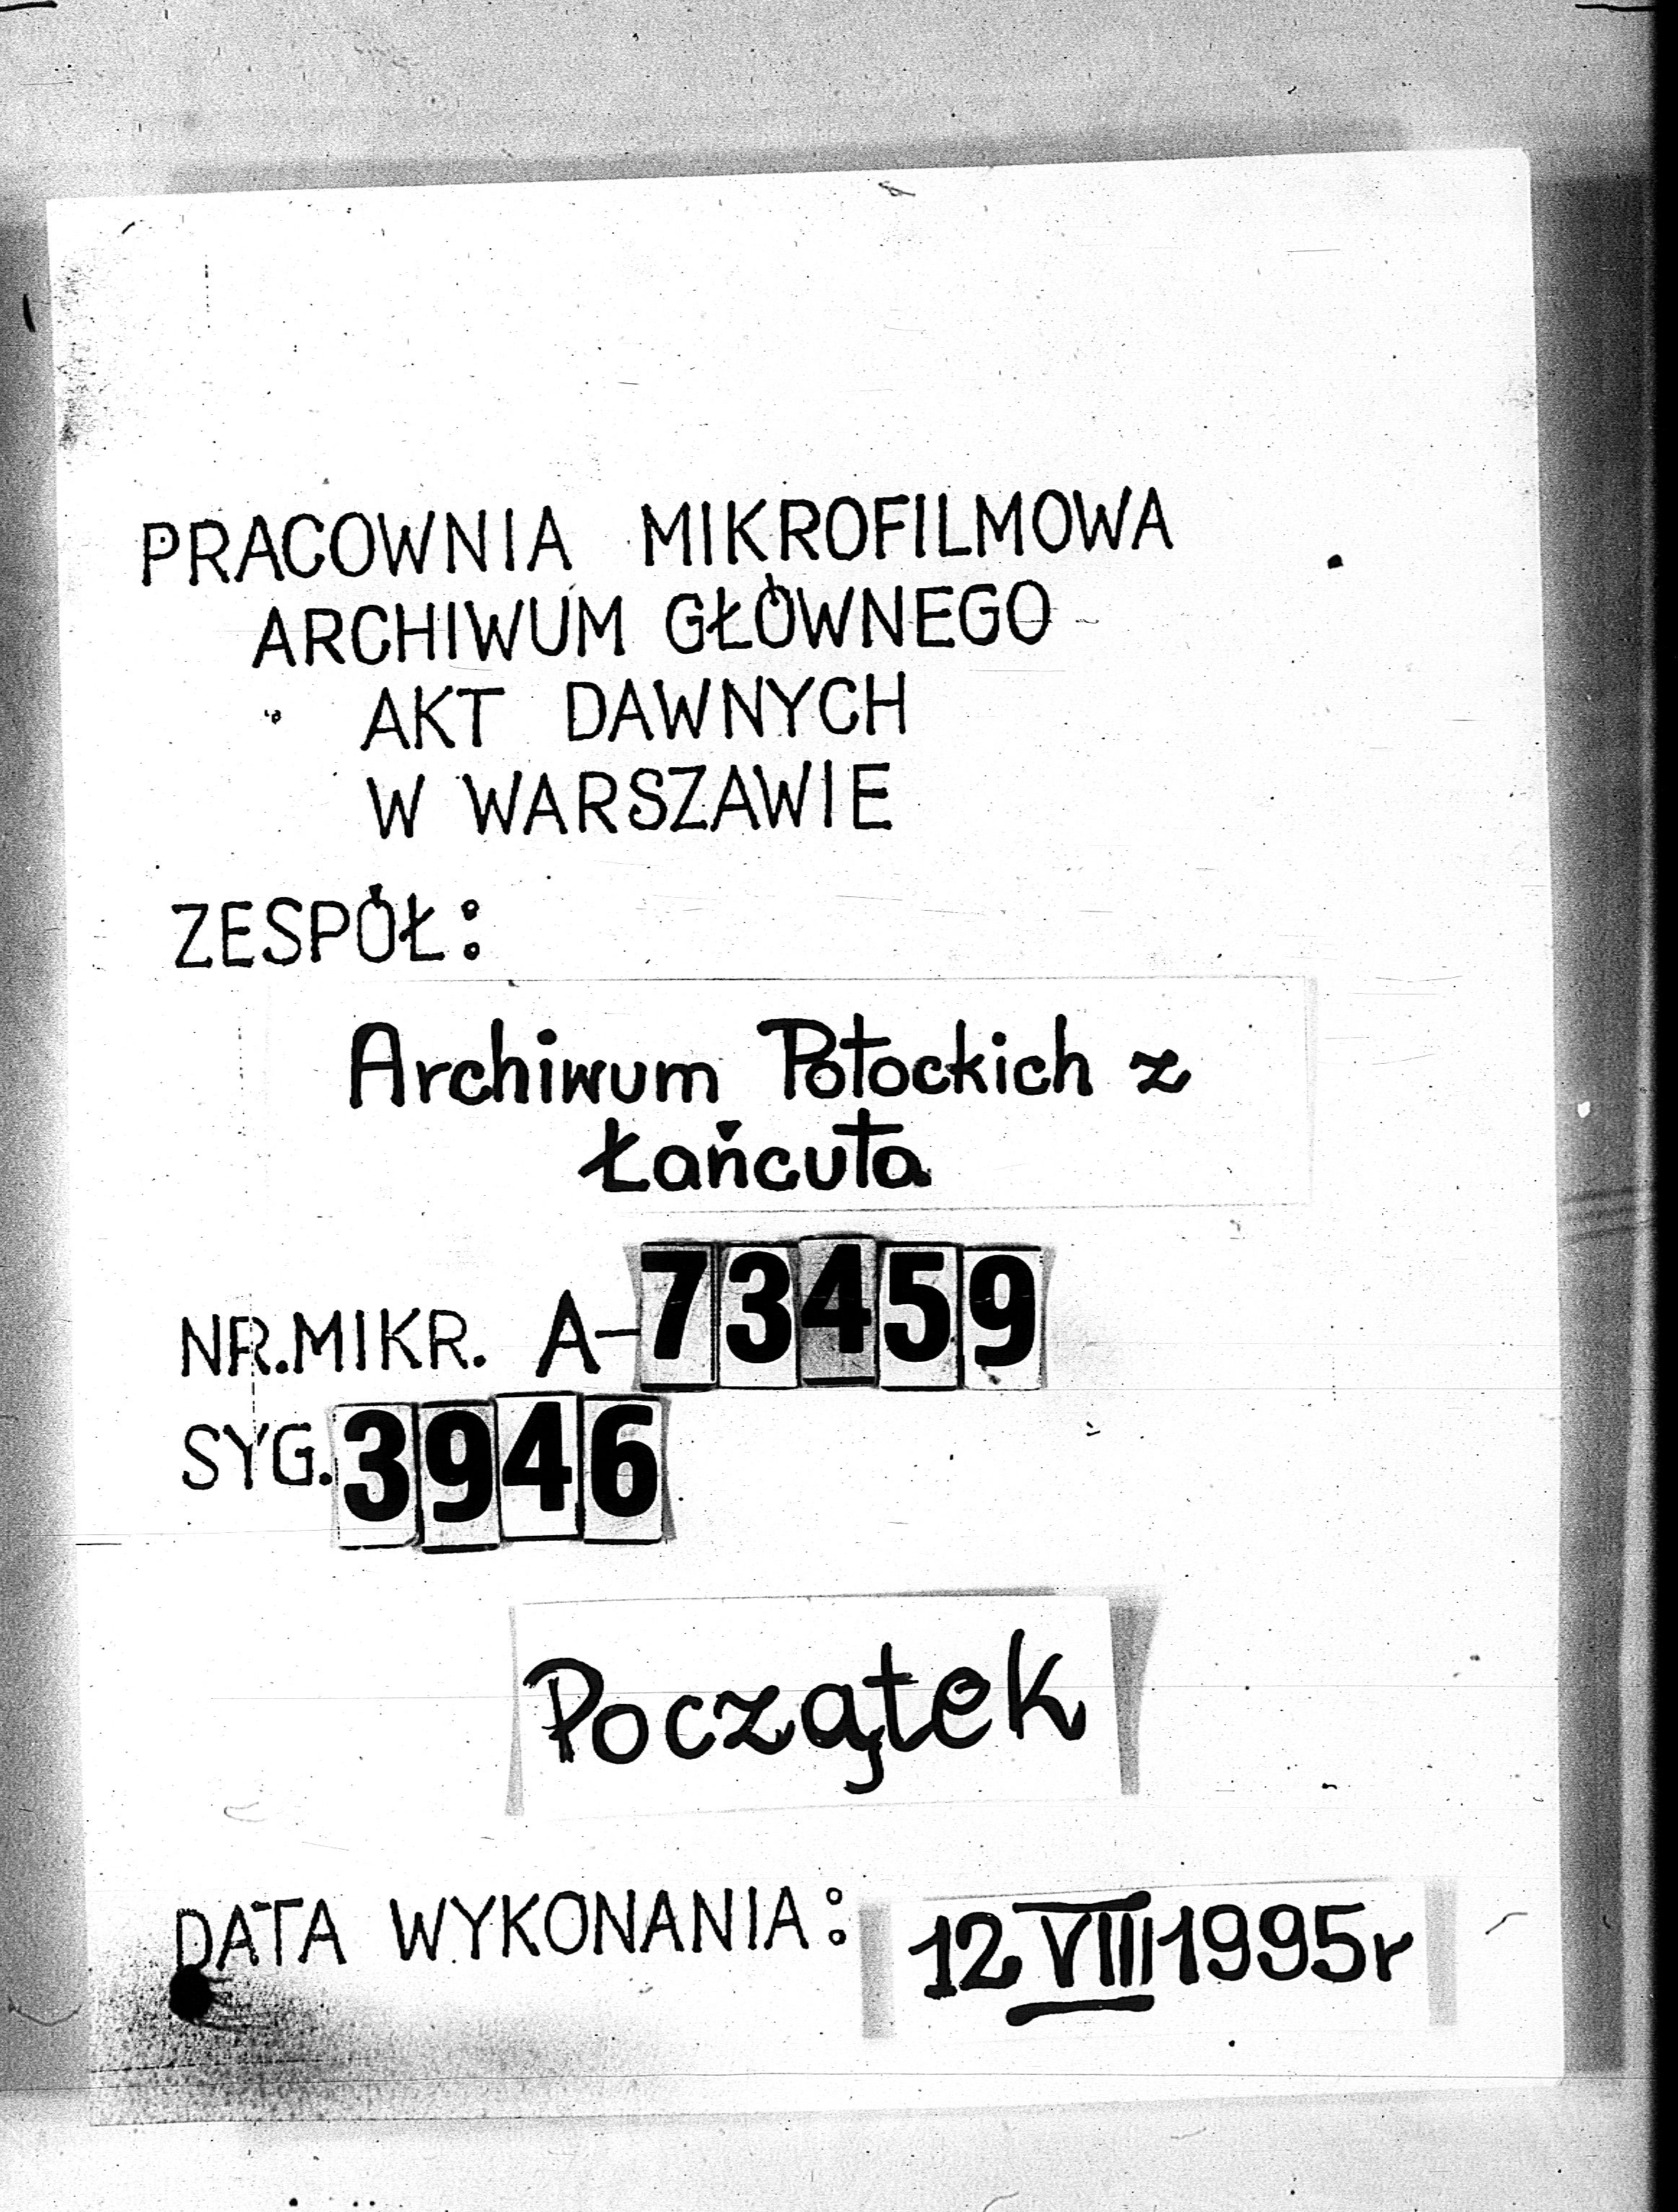 PRACOWNIA MIKROFILMOWA
ARCHIWUM GŁÓWNEGO
AKT DAWNYCH
W WARSZAWIE
ZESPÓŁ:
Archiwum Potockich z
Łańcuta
NR.MIKR. A-73459
SYG.3946
Początek
DATA WYKONANIA: 12 VIII 1995r